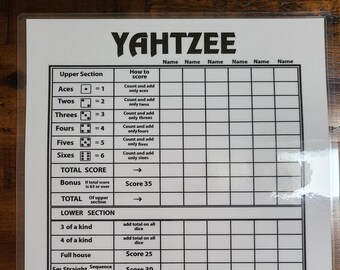 YAHTZEE
Name Name Name Name Name Name
Upper Section How to score
Aces = 1 Count and add only aces
Twos = 2 Count and add only twos
Threes = 3 Count and add only threes
Fours = 4 Count and add only fours
Fives = 5 Count and add only fives
Sixes = 6 Count and add only sixes
TOTAL SCORE →
Bonus If total score is 63 or over Score 35
TOTAL Of upper section →
LOWER SECTION
3 of a kind add total on all dice
4 of a kind add total on all dice
Full house Score 25
Sm Straight Sequence Score 30